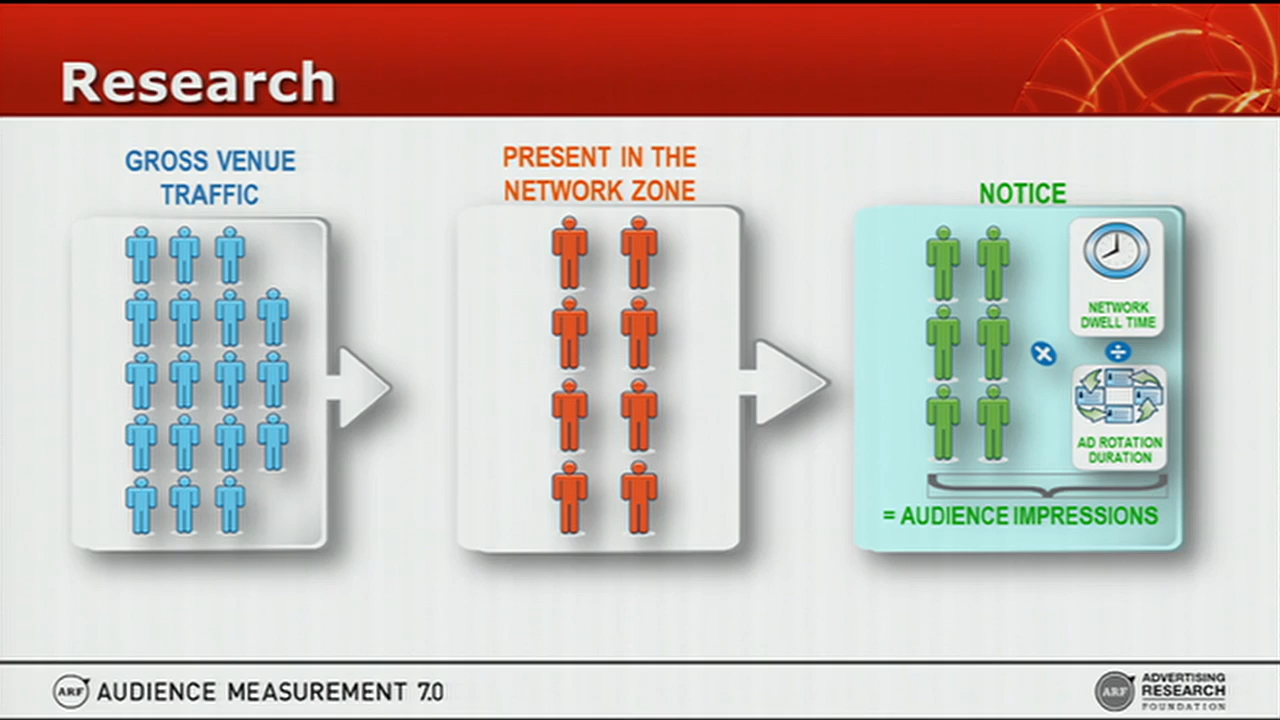 Research
GROSS VENUE
TRAFFIC
PRESENT IN THE
NETWORK ZONE
NOTICE
NETWORK
DWELL TIME
×
÷
AD ROTATION
DURATION
= AUDIENCE IMPRESSIONS
ARF AUDIENCE MEASUREMENT 7.0
ARF
ADVERTISING
RESEARCH
FOUNDATION